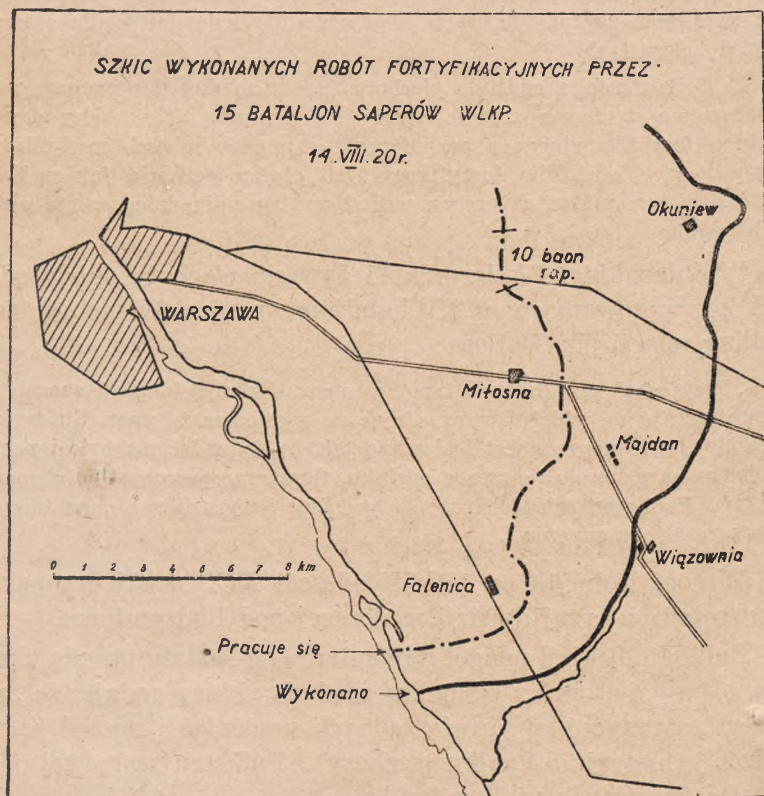 SZKIC WYKONANYCH ROBÓT FORTYFIKACYJNYCH PRZEZ
15 BATALJON SAPERÓW WLKP.
14.VIII.20r.
Okuniew
10 baon
sap.
WARSZAWA
Miłosna
Majdan
Wiązownia
0 1 2 3 4 5 6 7 8 km
Falenica
Pracuje się
Wykonano